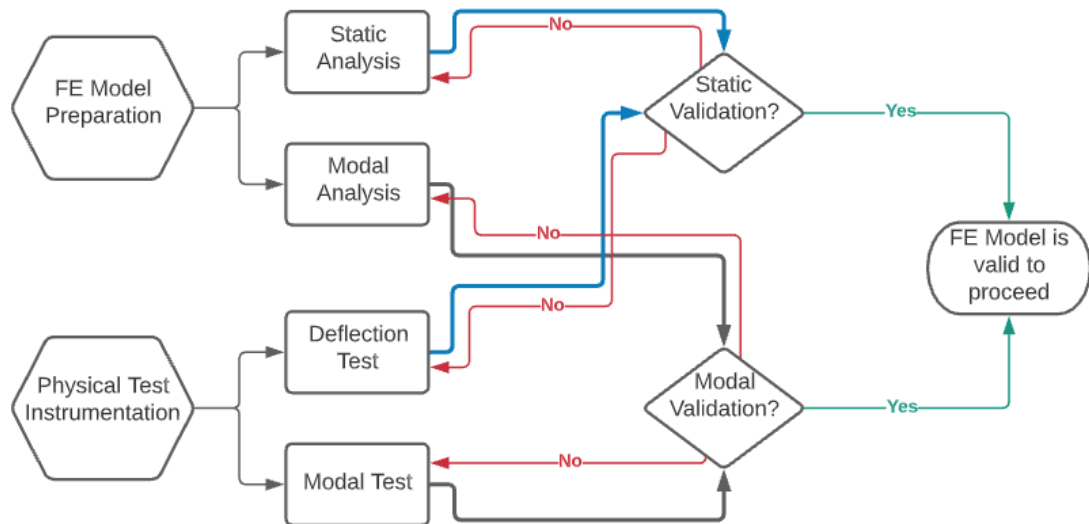 FE Model
Preparation
Static
Analysis
No
Static
Validation?
Yes
Modal
Analysis
No
FE Model is
valid to
proceed
No
Physical Test
Instrumentation
Deflection
Test
Modal
Validation?
Yes
No
Modal Test